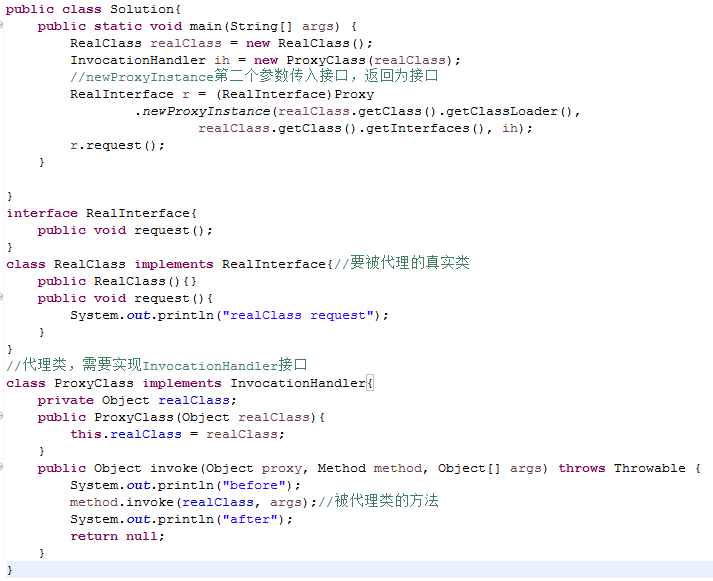 public class Solution{
    public static void main(String[] args) {
        RealClass realClass = new RealClass();
        InvocationHandler ih = new ProxyClass(realClass);
        //newProxyInstance第二个参数传入接口，返回为接口
        RealInterface r = (RealInterface)Proxy
                .newProxyInstance(realClass.getClass().getClassLoader(),
                        realClass.getClass().getInterfaces(), ih);
        r.request();
    }

}
interface RealInterface{
    public void request();
}
class RealClass implements RealInterface{//要被代理的真实类
    public RealClass(){}
    public void request(){
        System.out.println("realClass request");
    }
}
//代理类，需要实现InvocationHandler接口
class ProxyClass implements InvocationHandler{
    private Object realClass;
    public ProxyClass(Object realClass){
        this.realClass = realClass;
    }
    public Object invoke(Object proxy, Method method, Object[] args) throws Throwable {
        System.out.println("before");
        method.invoke(realClass, args);//被代理类的方法
        System.out.println("after");
        return null;
    }
}